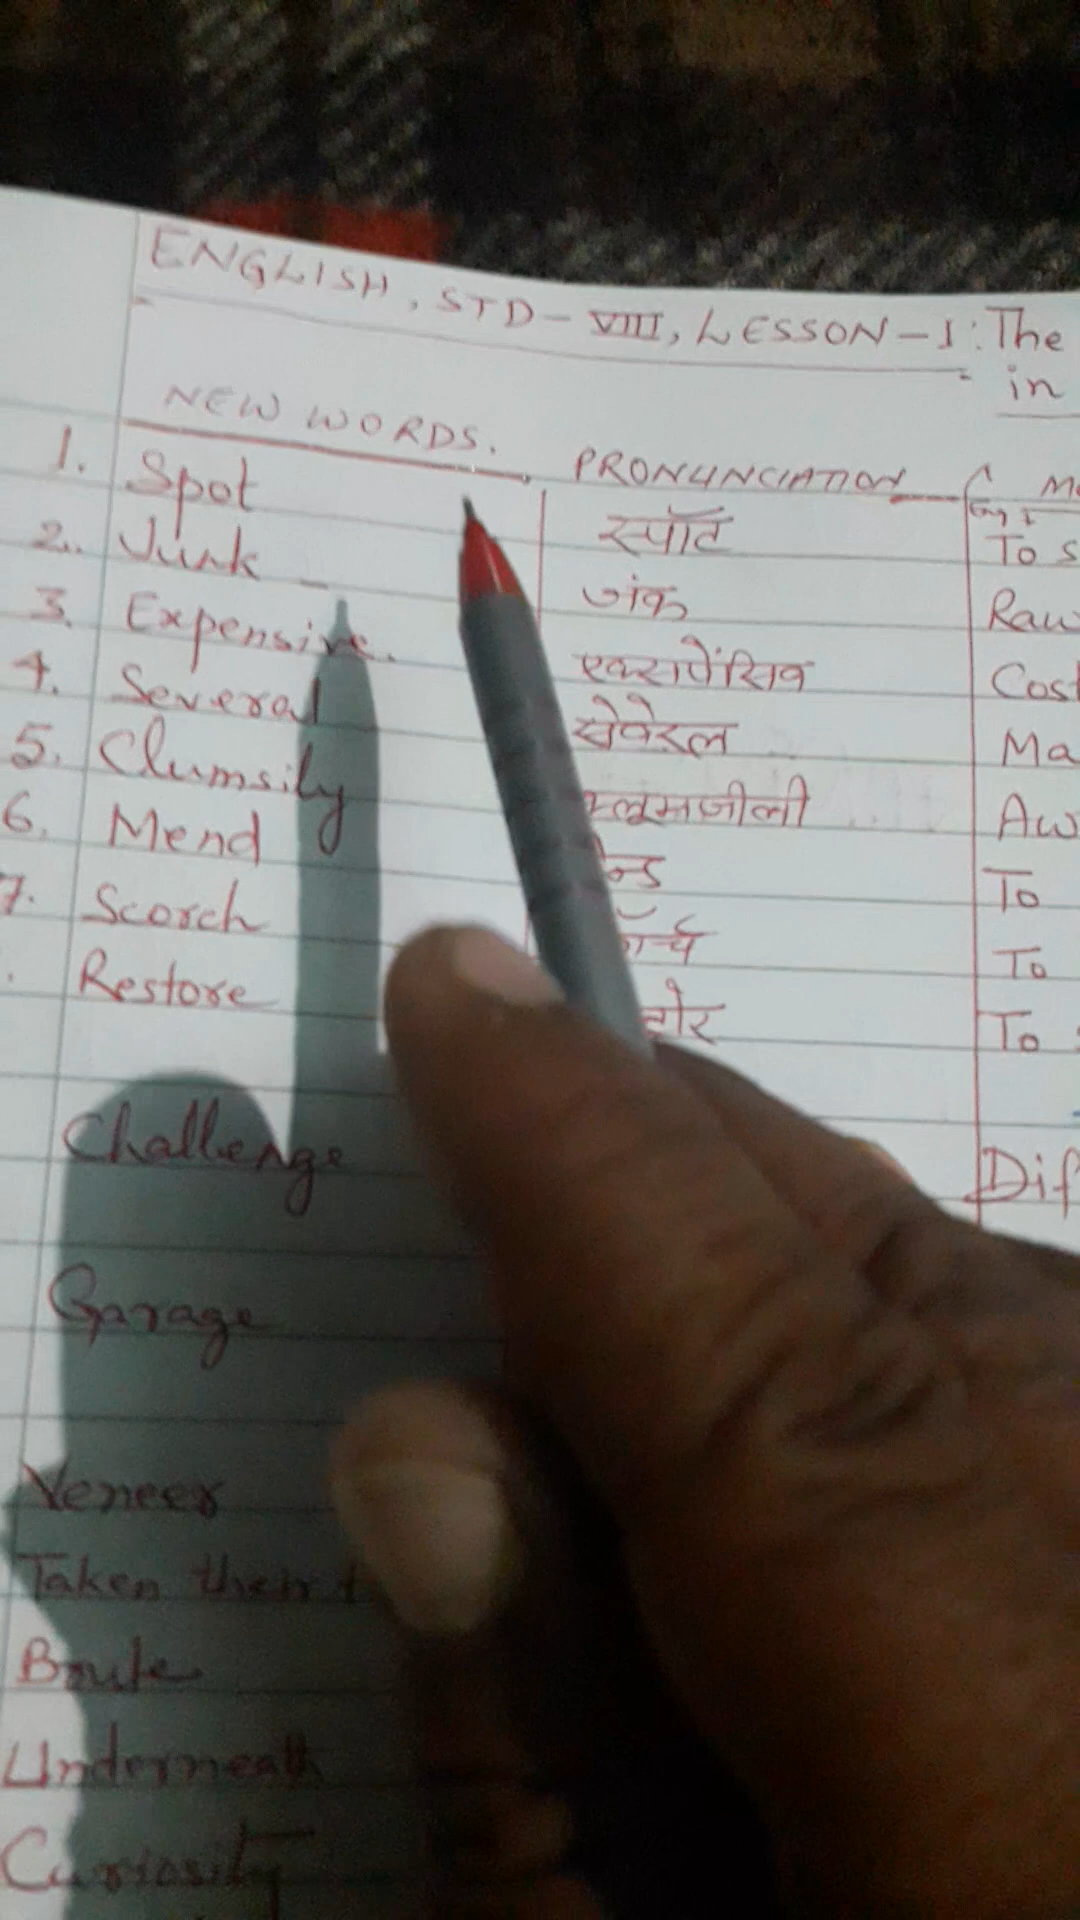 ENGLISH, STD-VIII, LESSON-1: The
in
NEW WORDS. PRONUNCIATION
1. Spot स्पॉट To s
2. Junk जंक Raw
3. Expensive. एक्सपेंसिव Cost
4. Several सेवेरल Ma
5. Clumsily क्लूमजीली Aw
6. Mend न्ड To
7. Scorch र्च To
. Restore टोर To
Challenge Dif
Garage
Veneer
Taken their t
Brute
Underneath
Curiosity